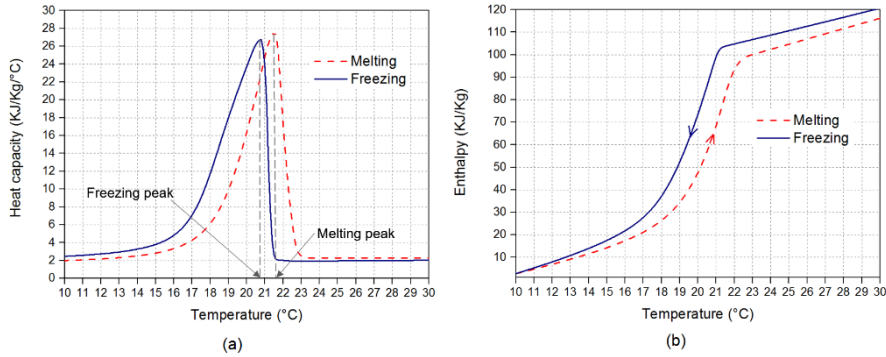 30
28
26
24
22
20
18
16
14
12
10
8
6
4
2
0
Heat capacity (KJ/Kg/°C)
Melting
Freezing
Freezing peak
Melting peak
10 11 12 13 14 15 16 17 18 19 20 21 22 23 24 25 26 27 28 29 30
Temperature (°C)
(a)
120
110
100
90
80
70
60
50
40
30
20
10
Enthalpy (KJ/Kg)
Melting
Freezing
10 11 12 13 14 15 16 17 18 19 20 21 22 23 24 25 26 27 28 29 30
Temperature (°C)
(b)